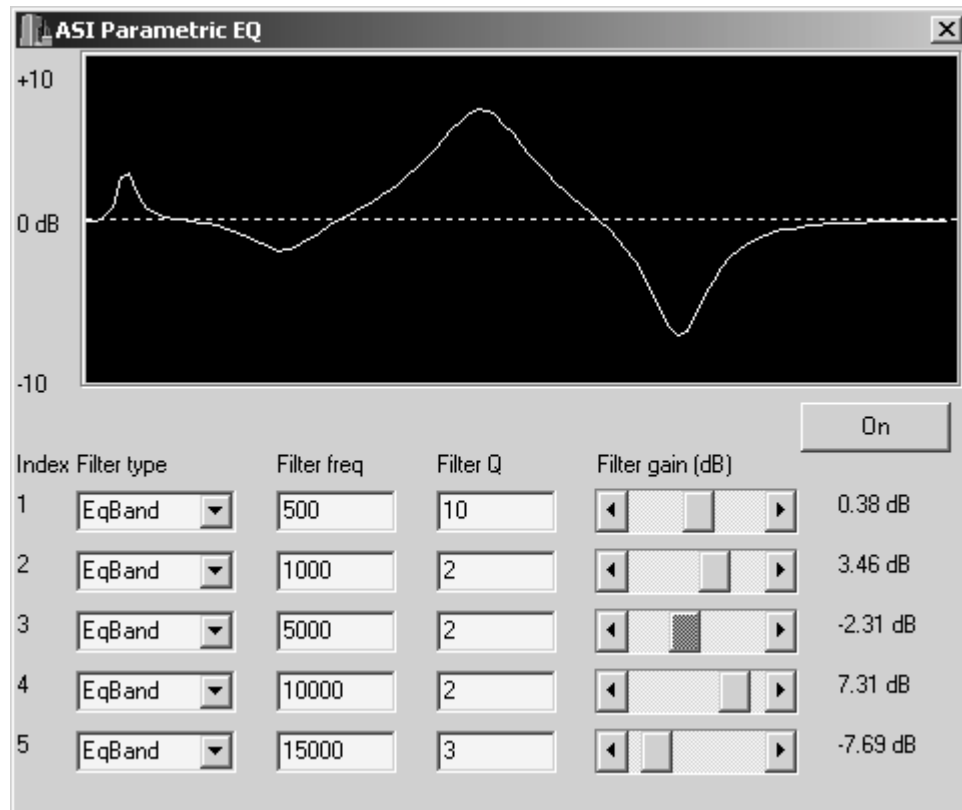 ASI Parametric EQ
+10
0 dB
-10
On
Index Filter type Filter freq Filter Q Filter gain (dB)
1 EqBand 500 10 0.38 dB
2 EqBand 1000 2 3.46 dB
3 EqBand 5000 2 -2.31 dB
4 EqBand 10000 2 7.31 dB
5 EqBand 15000 3 -7.69 dB